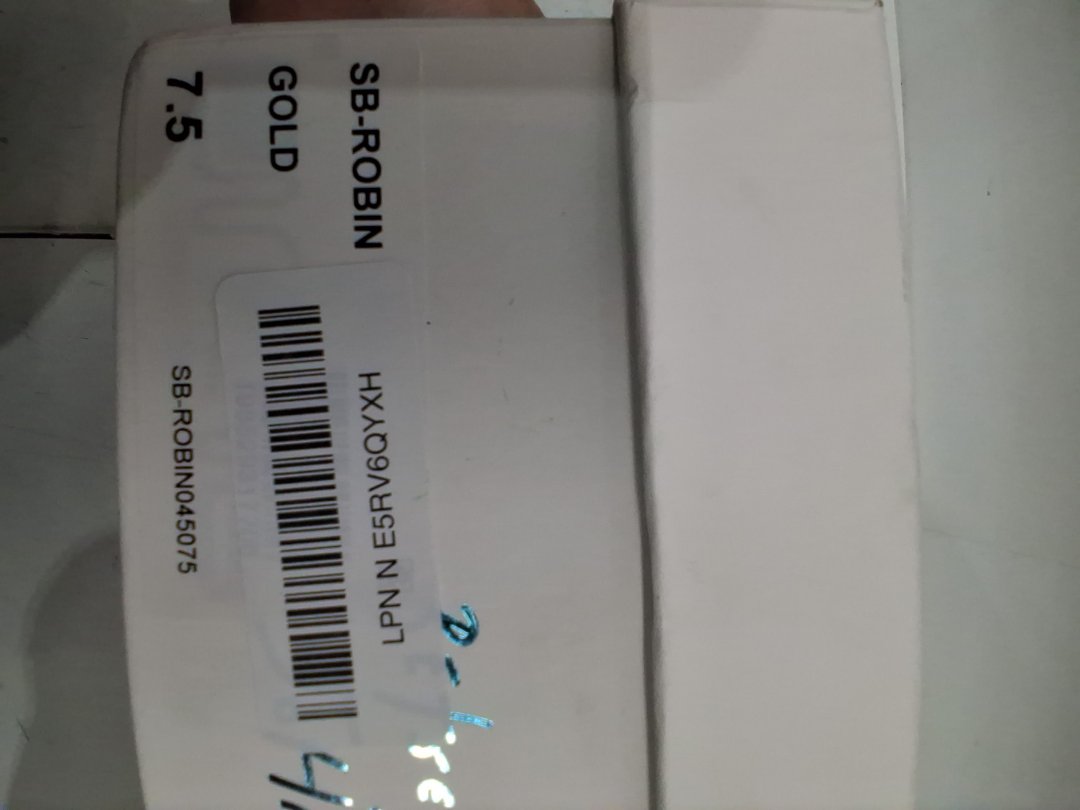 SB-ROBIN
GOLD
7.5
LPN N E5RV6QYXH
SB-ROBIN045075